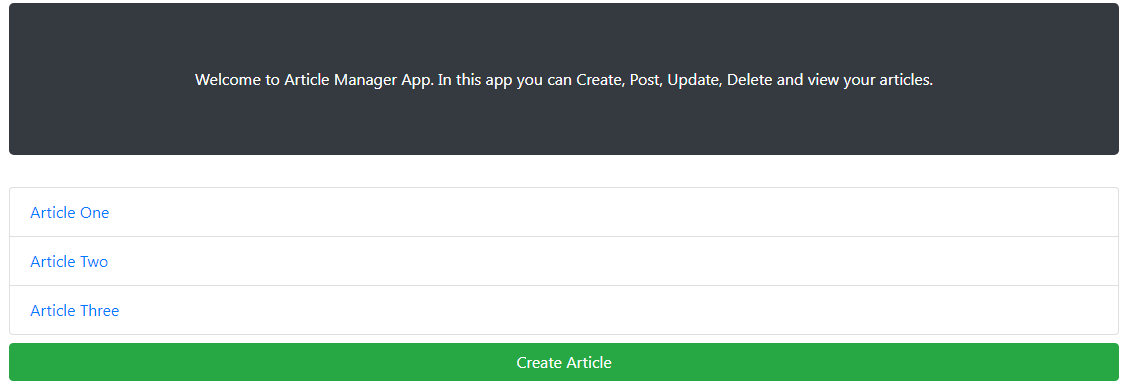 Welcome to Article Manager App. In this app you can Create, Post, Update, Delete and view your articles.
Article One
Article Two
Article Three
Create Article